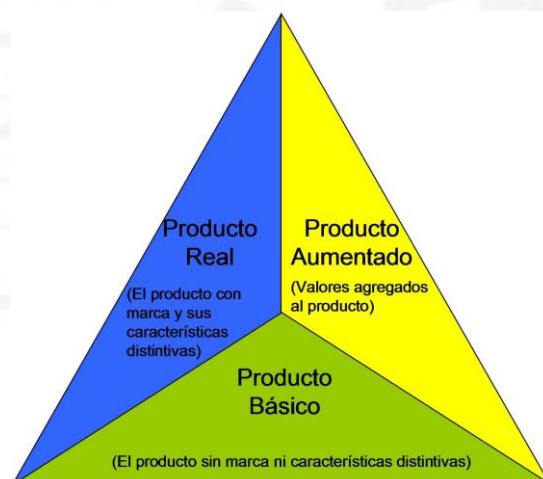 Producto
Real
(El producto con
marca y sus
características
distintivas)
Producto
Aumentado
(Valores agregados
al producto)
Producto
Básico
(El producto sin marca ni características distintivas)